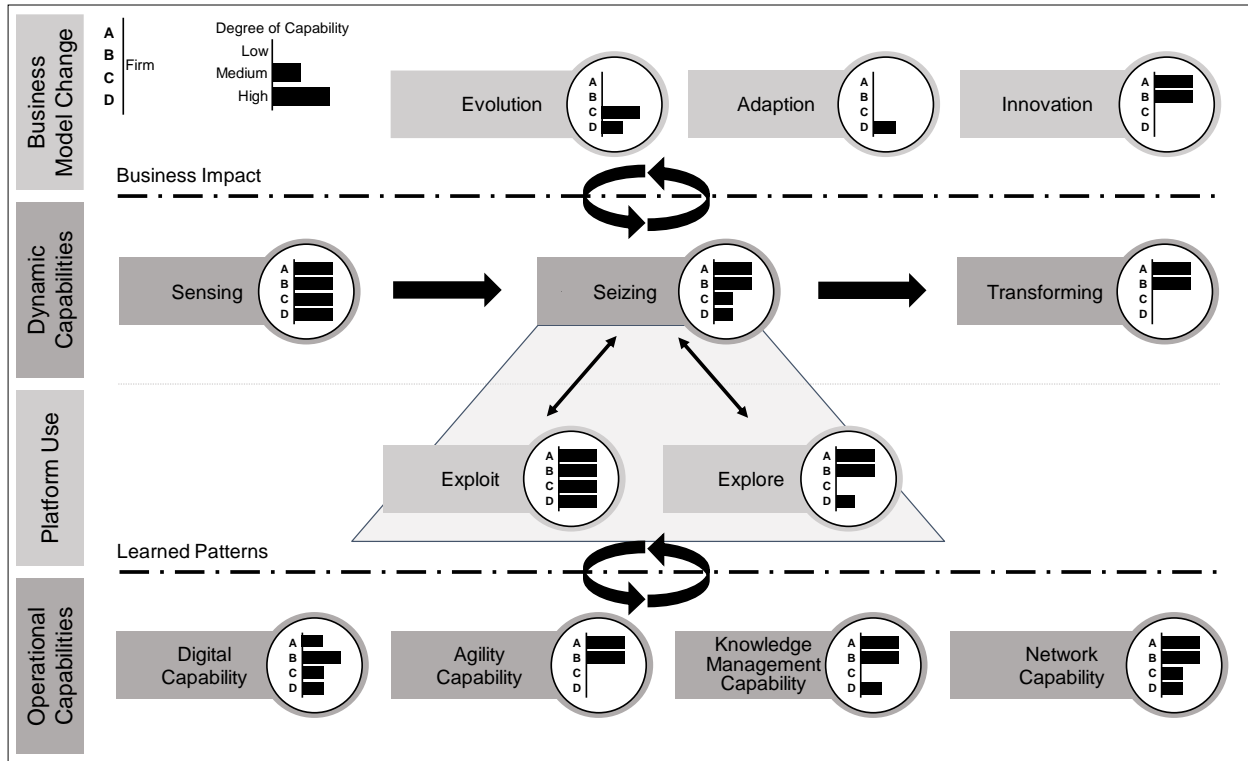 Business
Model Change
A
B
C
D
Firm
Degree of Capability
Low
Medium
High
Evolution
A
B
C
D
Adaption
A
B
C
D
Innovation
A
B
C
D
Business Impact
Dynamic
Capabilities
Sensing
A
B
C
D
Seizing
A
B
C
D
Transforming
A
B
C
D
Platform Use
Exploit
A
B
C
D
Explore
A
B
C
D
Learned Patterns
Operational
Capabilities
Digital
Capability
A
B
C
D
Agility
Capability
A
B
C
D
Knowledge
Management
Capability
A
B
C
D
Network
Capability
A
B
C
D